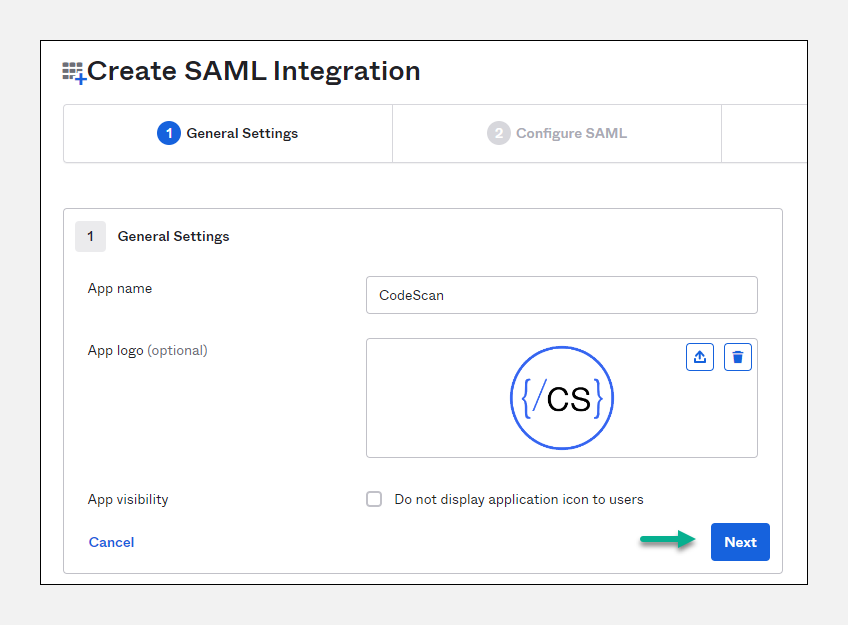 Create SAML Integration
1 General Settings
2 Configure SAML
1 General Settings
App name
CodeScan
App logo (optional)
{/CS}
App visibility
Do not display application icon to users
Cancel
Next